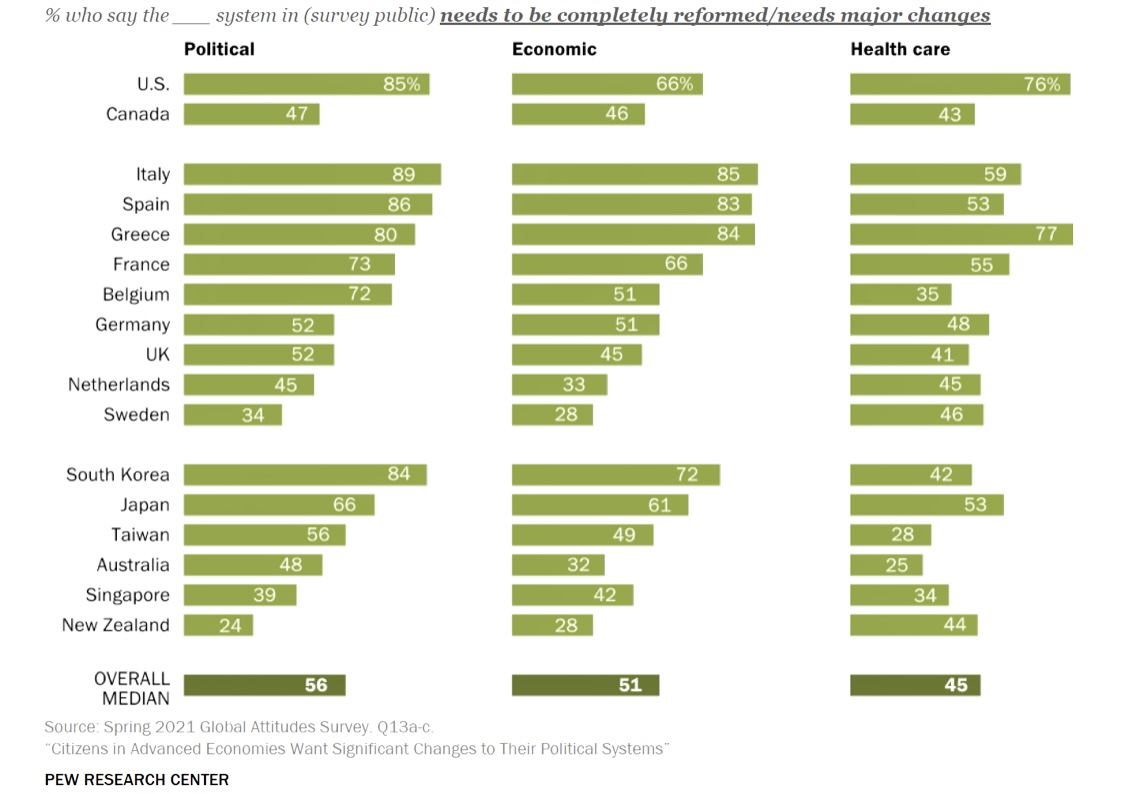 % who say the ___ system in (survey public) needs to be completely reformed/needs major changes
Political Economic Health care
U.S. 85% 66% 76%
Canada 47 46 43
Italy 89 85 59
Spain 86 83 53
Greece 80 84 77
France 73 66 55
Belgium 72 51 35
Germany 52 51 48
UK 52 45 41
Netherlands 45 33 45
Sweden 34 28 46
South Korea 84 72 42
Japan 66 61 53
Taiwan 56 49 28
Australia 48 32 25
Singapore 39 42 34
New Zealand 24 28 44
OVERALL
MEDIAN 56 51 45
Source: Spring 2021 Global Attitudes Survey. Q13a-c.
"Citizens in Advanced Economies Want Significant Changes to Their Political Systems"
PEW RESEARCH CENTER